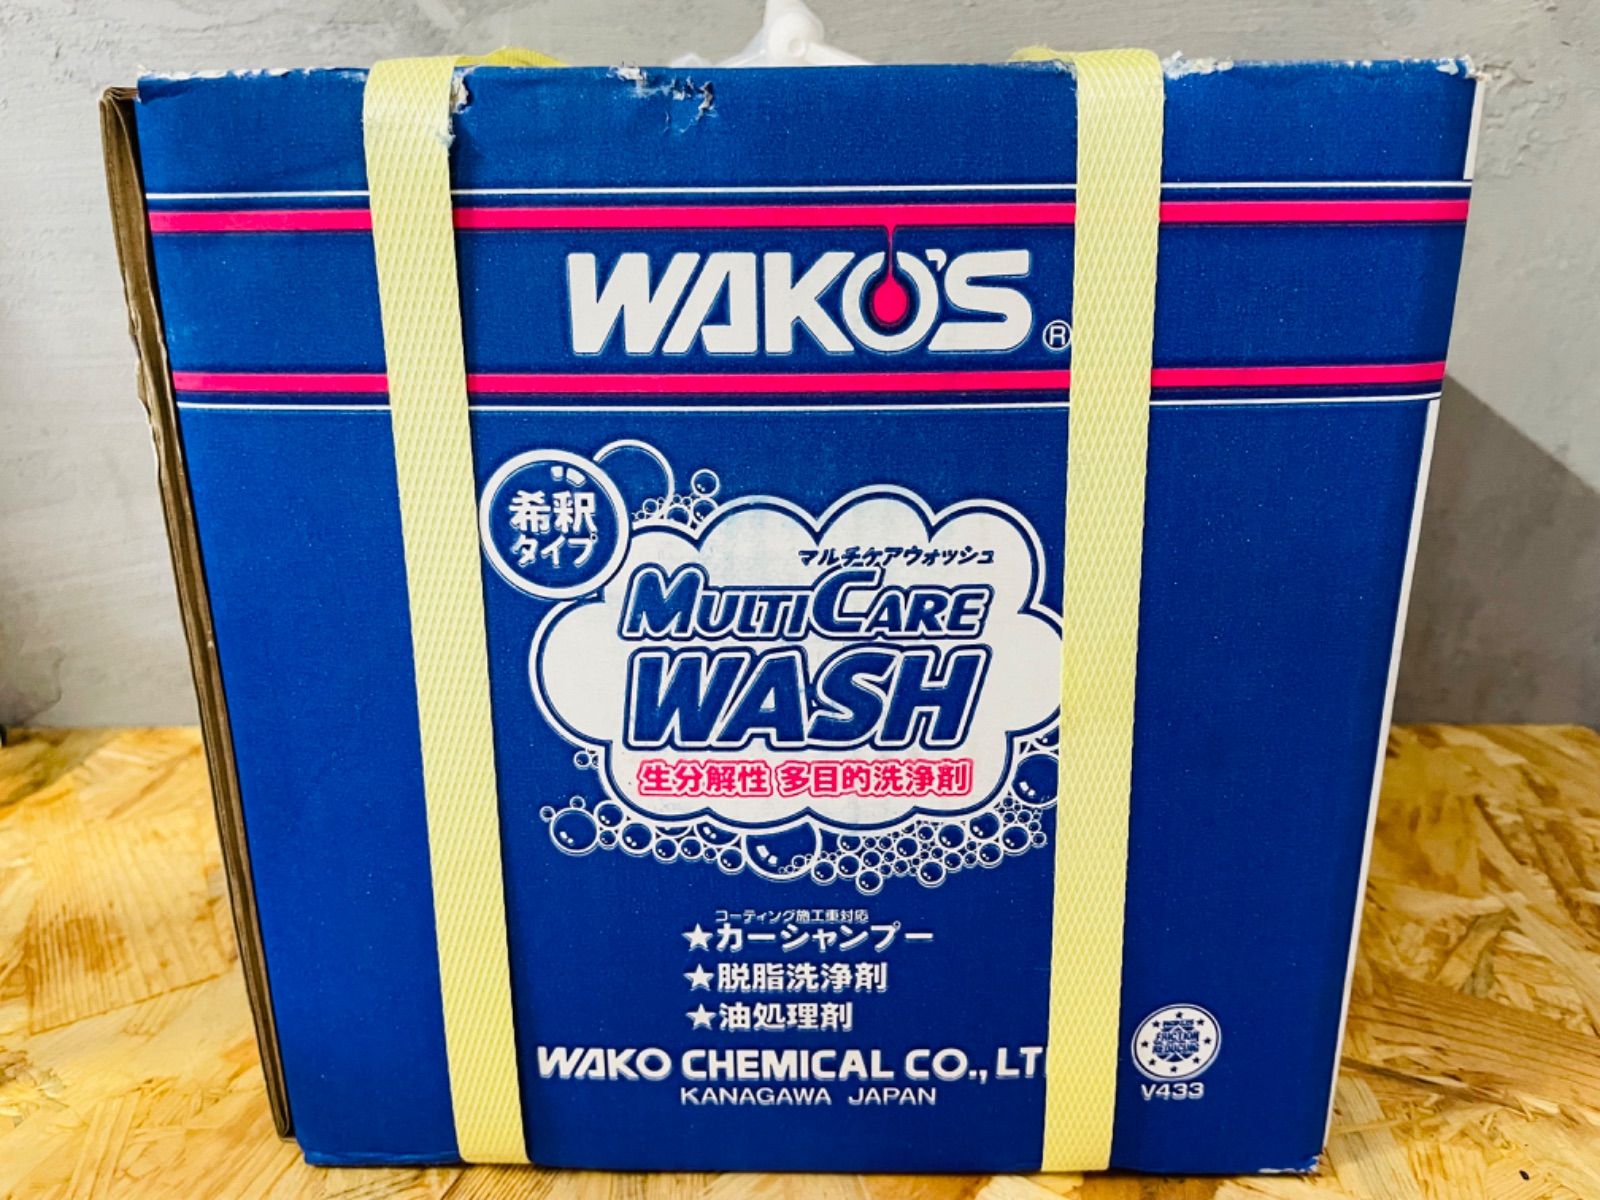 WAKO'S ®
希釈
タイプ
マルチケアウォッシュ
MULTICARE
WASH
生分解性 多目的洗浄剤
コーティング施工車対応
★カーシャンプー
★脱脂洗浄剤
★油処理剤
WAKO CHEMICAL CO., LT
KANAGAWA JAPAN
FRICTION
REDUCING
V433